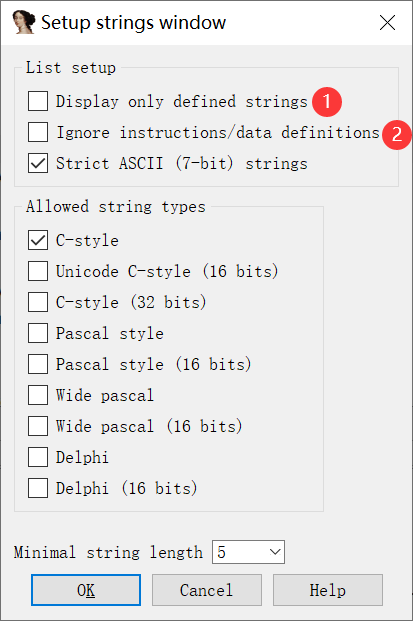 Setup strings window
List setup
Display only defined strings 1
Ignore instructions/data definitions 2
Strict ASCII (7-bit) strings
Allowed string types
C-style
Unicode C-style (16 bits)
C-style (32 bits)
Pascal style
Pascal style (16 bits)
Wide pascal
Wide pascal (16 bits)
Delphi
Delphi (16 bits)
Minimal string length 5
OK Cancel Help